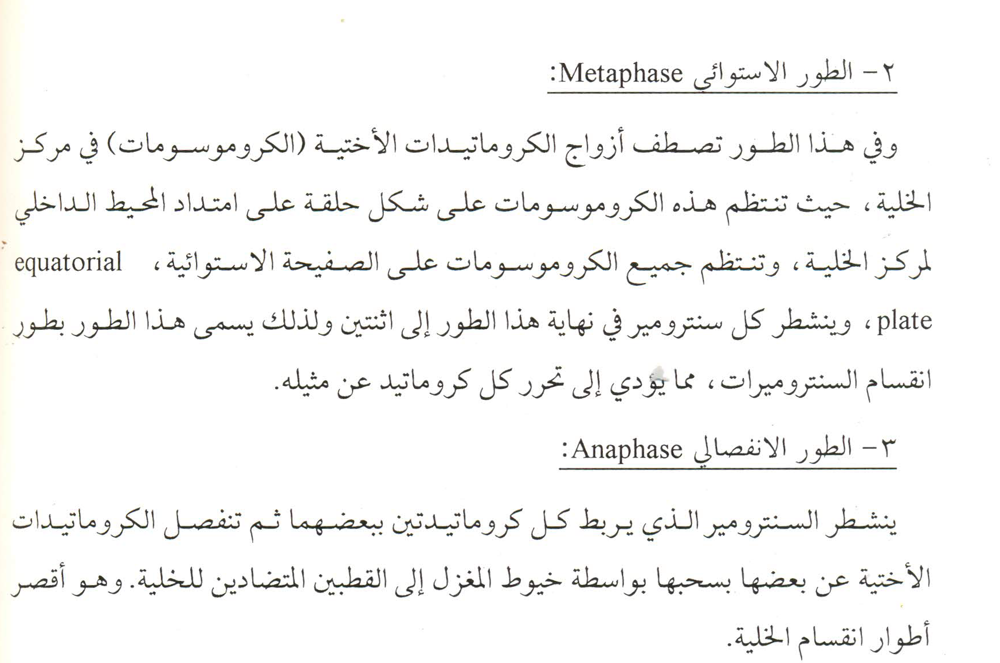 ٢- الطور الاستوائي Metaphase:
وفي هذا الطور تصطف أزواج الكروماتيدات الأختية (الكروموسومات) في مركز
الخلية، حيث تنتظم هذه الكروموسومات على شكل حلقة على امتداد المحيط الداخلي
لمركز الخلية، وتنتظم جميع الكروموسومات على الصفيحة الاستوائية، equatorial
plate، وينشطر كل سنترومير في نهاية هذا الطور إلى اثنتين ولذلك يسمى هذا الطور بطور
انقسام السنتروميرات، مما يؤدي إلى تحرر كل كروماتيد عن مثيله.
٣- الطور الانفصالي Anaphase:
ينشطر السنترومير الذي يربط كل كروماتيدتين ببعضهما ثم تنفصل الكروماتيدات
الأختية عن بعضها بسحبها بواسطة خيوط المغزل إلى القطبين المتضادين للخلية. وهو أقصر
أطوار انقسام الخلية.